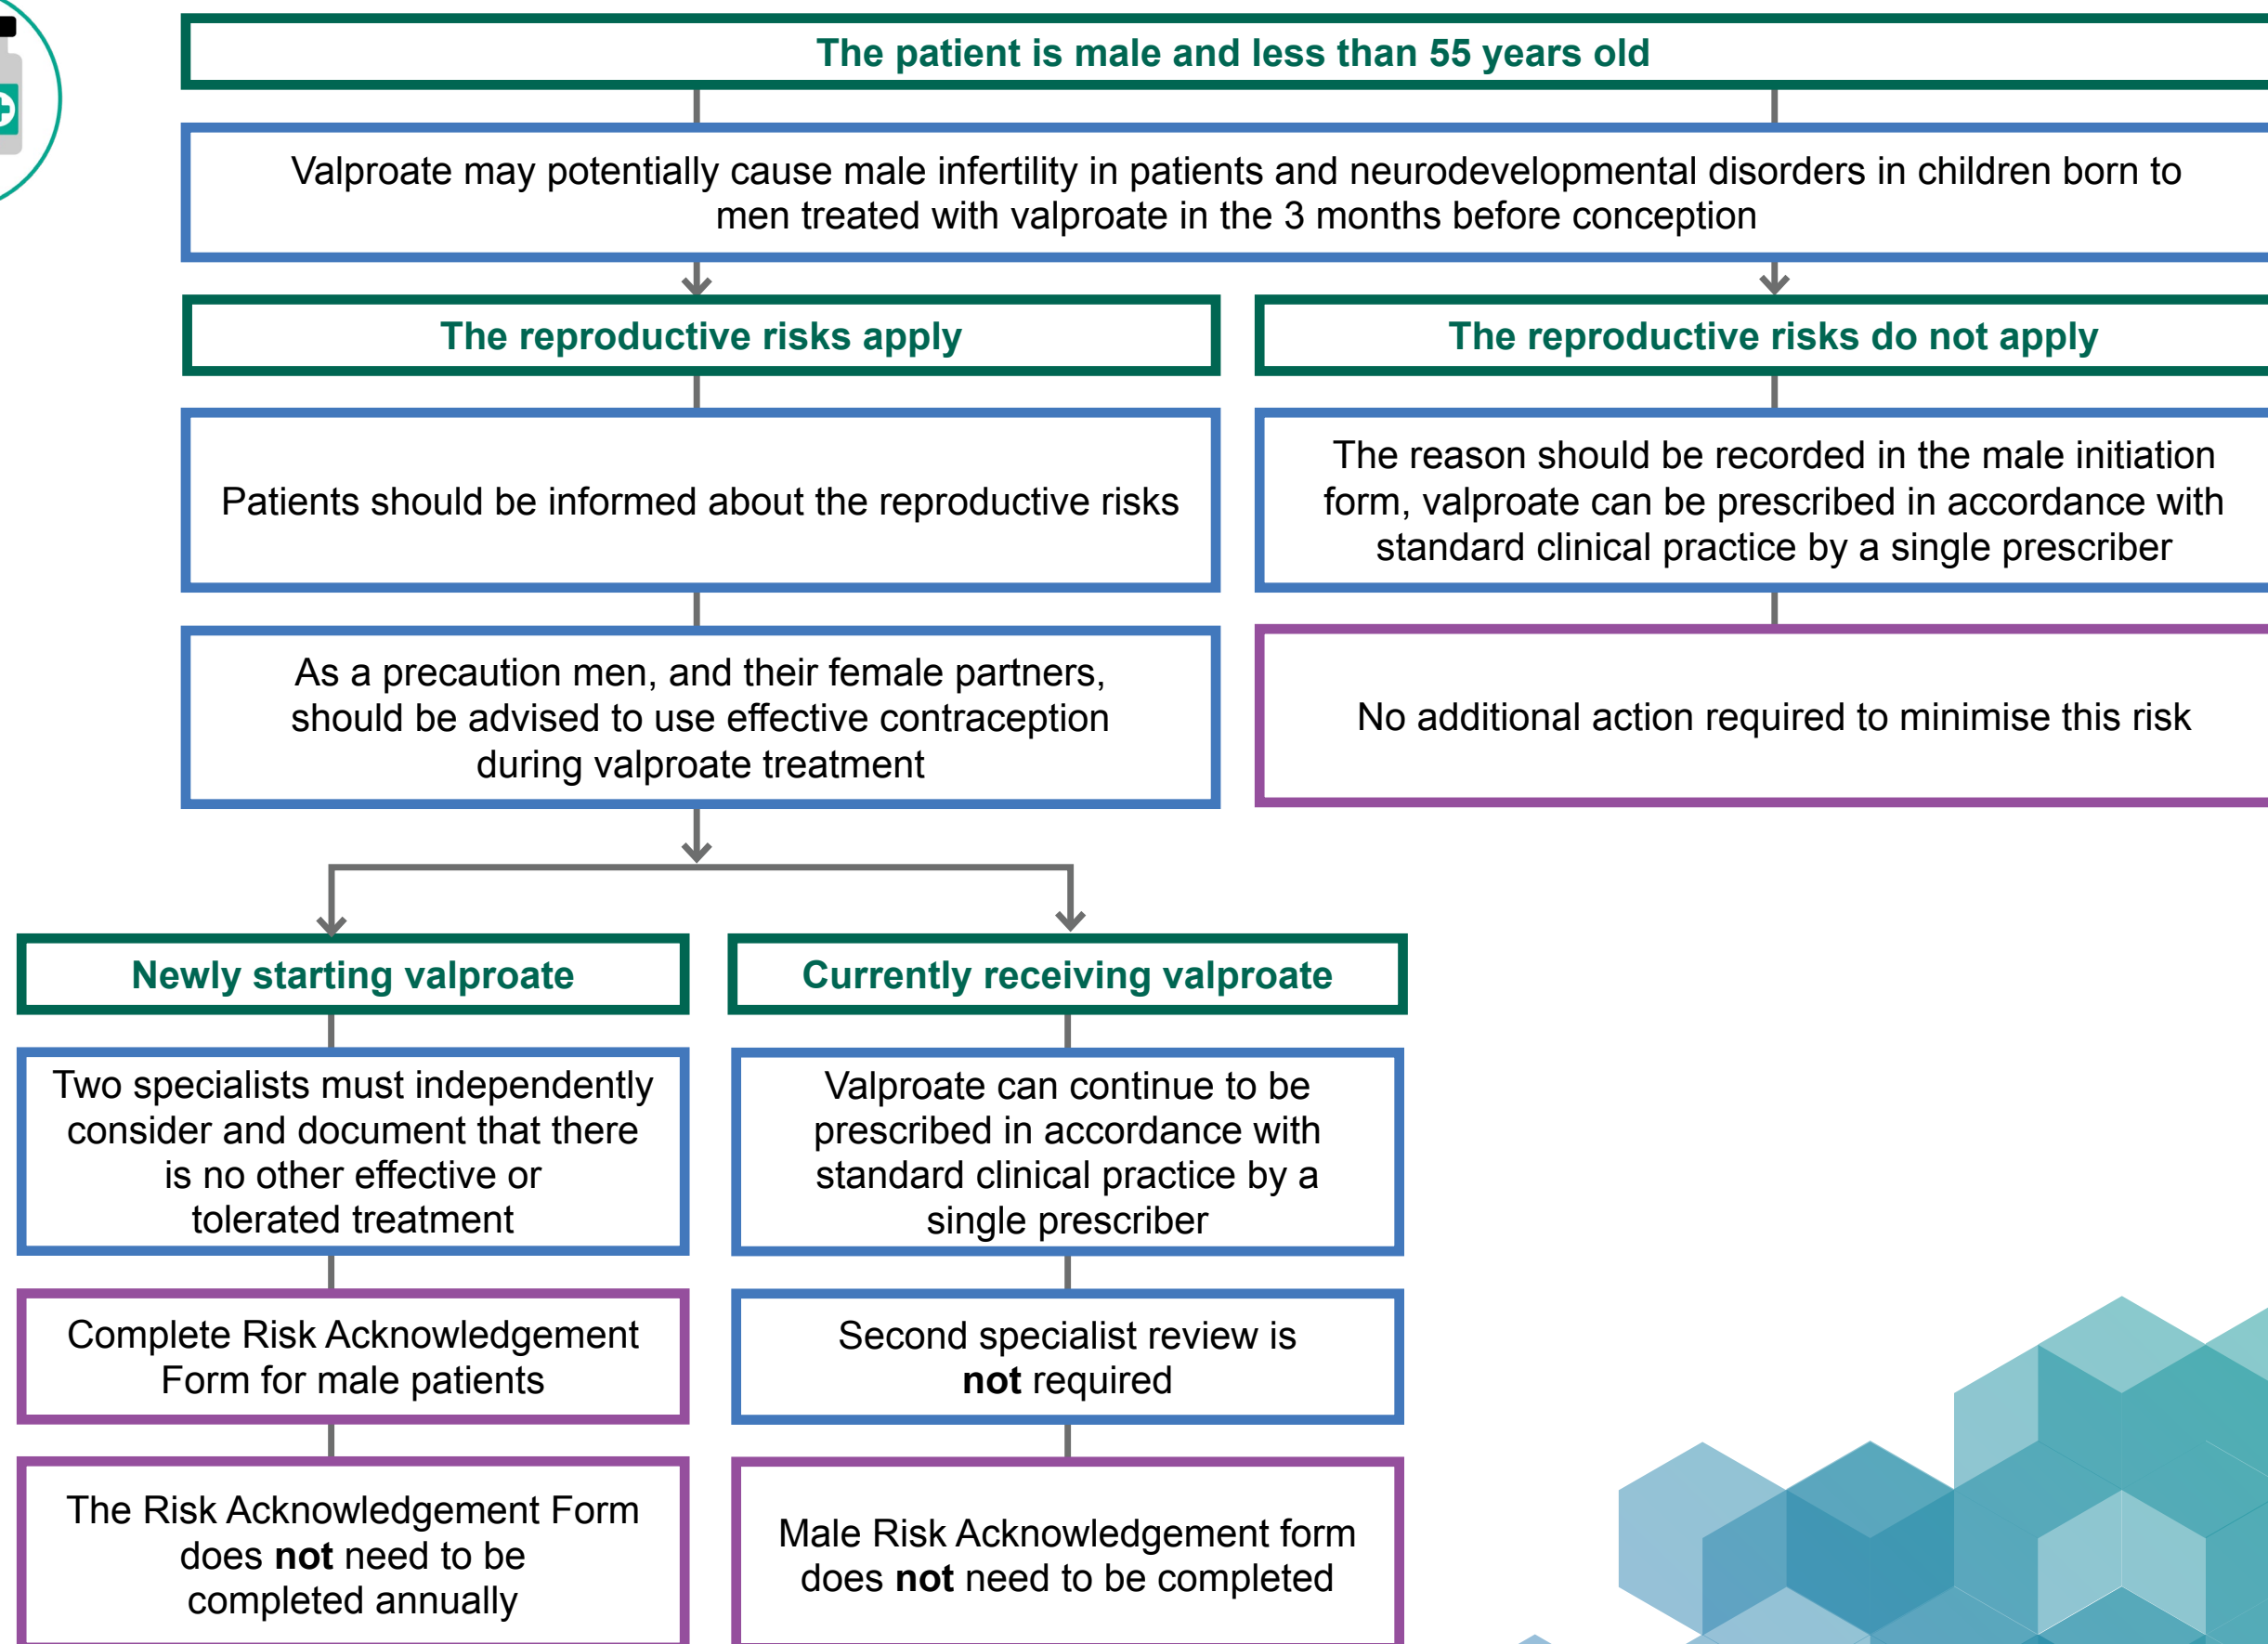 The patient is male and less than 55 years old
Valproate may potentially cause male infertility in patients and neurodevelopmental disorders in children born to
men treated with valproate in the 3 months before conception
The reproductive risks apply
Patients should be informed about the reproductive risks
As a precaution men, and their female partners,
should be advised to use effective contraception
during valproate treatment
The reproductive risks do not apply
The reason should be recorded in the male initiation
form, valproate can be prescribed in accordance with
standard clinical practice by a single prescriber
No additional action required to minimise this risk
Newly starting valproate
Two specialists must independently
consider and document that there
is no other effective or
tolerated treatment
Complete Risk Acknowledgement
Form for male patients
The Risk Acknowledgement Form
does not need to be
completed annually
Currently receiving valproate
Valproate can continue to be
prescribed in accordance with
standard clinical practice by a
single prescriber
Second specialist review is
not required
Male Risk Acknowledgement form
does not need to be completed